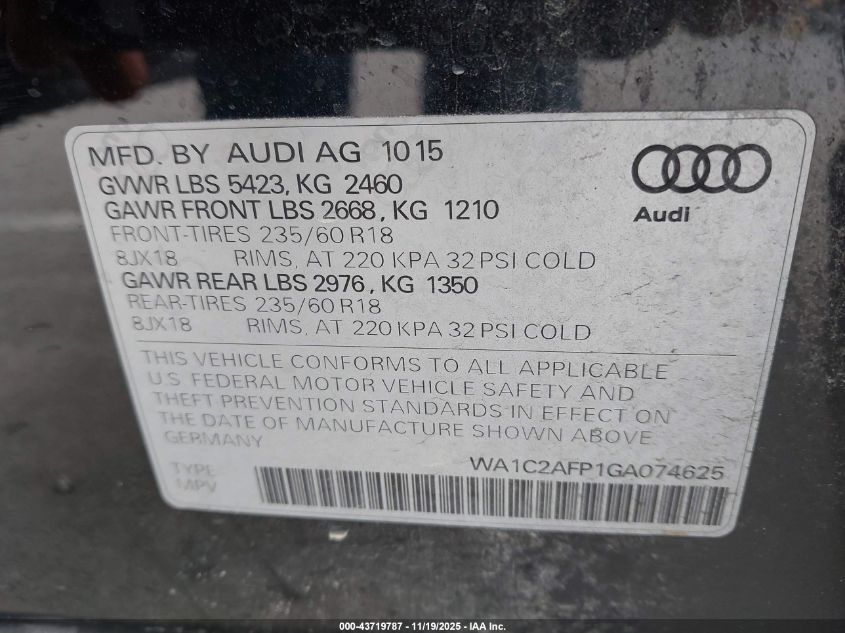 MFD. BY AUDI AG 1015
GVWR LBS 5423, KG 2460
GAWR FRONT LBS 2668, KG 1210
FRONT-TIRES 235/60 R18
8JX18 RIMS, AT 220 KPA 32 PSI COLD
GAWR REAR LBS 2976, KG 1350
REAR-TIRES 235/60 R18
8JX18 RIMS, AT 220 KPA 32 PSI COLD
Audi
THIS VEHICLE CONFORMS TO ALL APPLICABLE
U.S. FEDERAL MOTOR VEHICLE SAFETY AND
THEFT PREVENTION STANDARDS IN EFFECT ON
THE DATE OF MANUFACTURE SHOWN ABOVE
GERMANY
WA1C2AFP1GA074625
TYPE
MPV
000-43719787 - 11/19/2025 - IAA Inc.